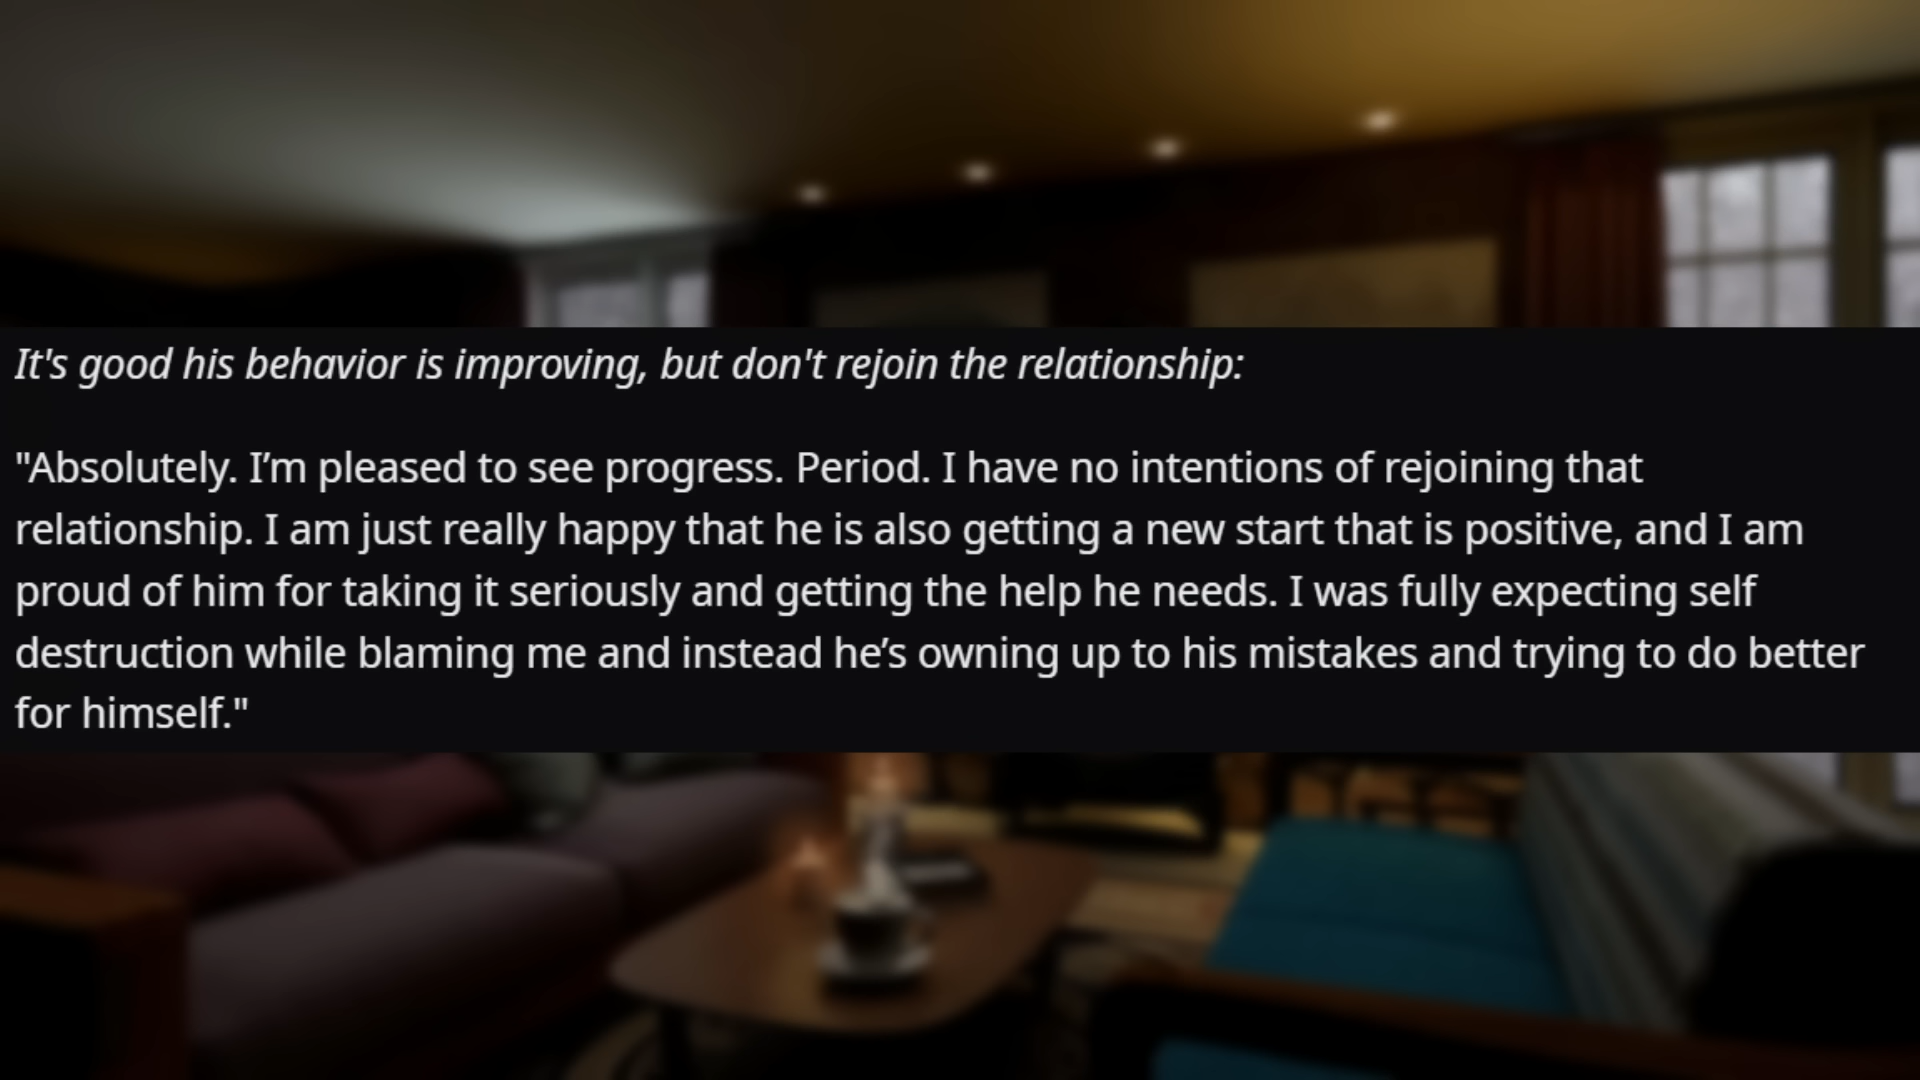 It's good his behavior is improving, but don't rejoin the relationship:
"Absolutely. I’m pleased to see progress. Period. I have no intentions of rejoining that
relationship. I am just really happy that he is also getting a new start that is positive, and I am
proud of him for taking it seriously and getting the help he needs. I was fully expecting self
destruction while blaming me and instead he’s owning up to his mistakes and trying to do better
for himself."